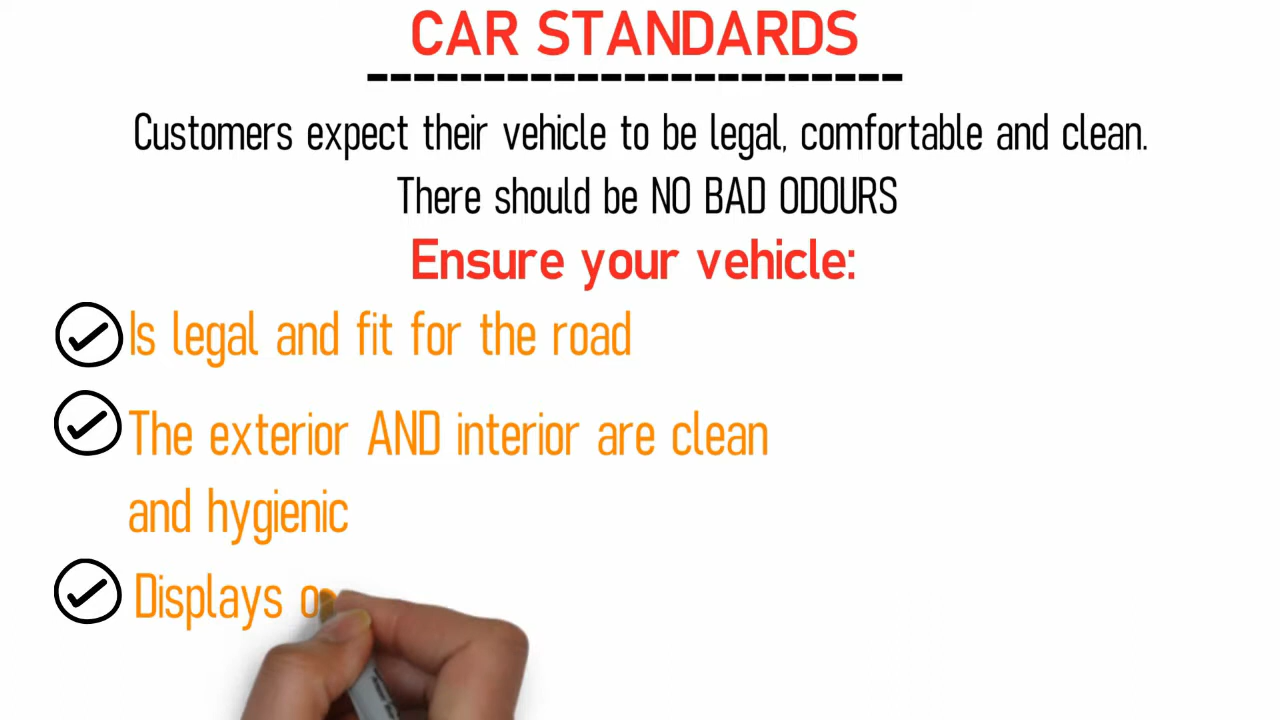 CAR STANDARDS
Customers expect their vehicle to be legal, comfortable and clean.
There should be NO BAD ODOURS
Ensure your vehicle:
Is legal and fit for the road
The exterior AND interior are clean
and hygienic
Displays